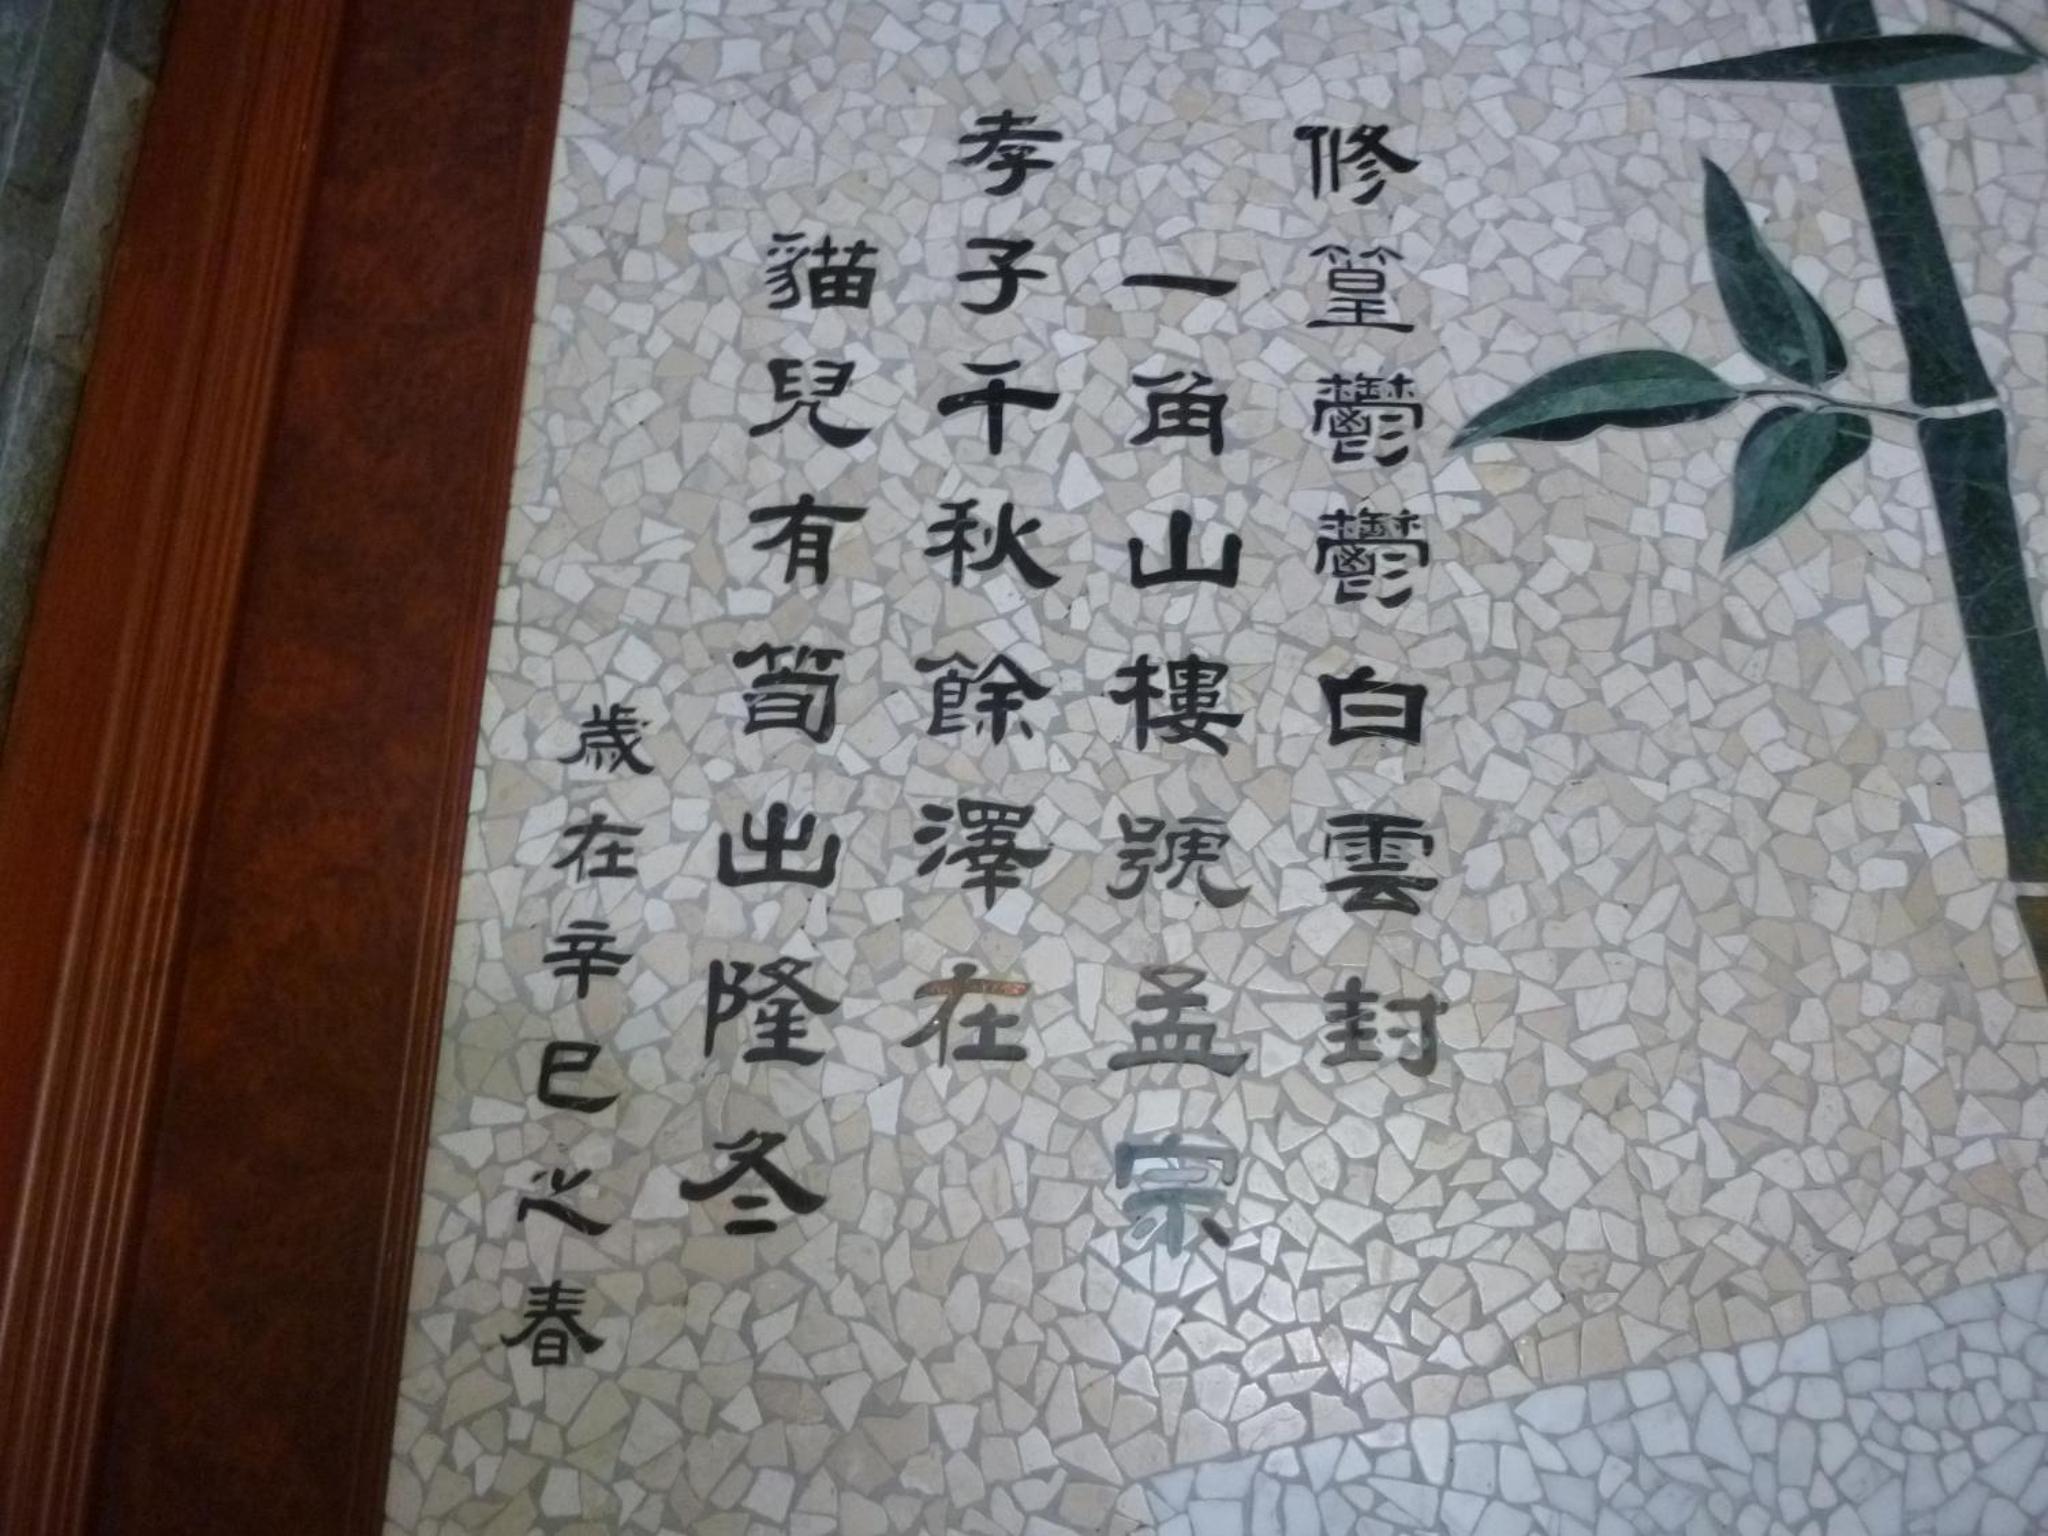 修篁鬱鬱白雲封
一角山樓號孟宗
孝子千秋餘澤在
貓兒有筍出隆冬
歲在辛巳之春